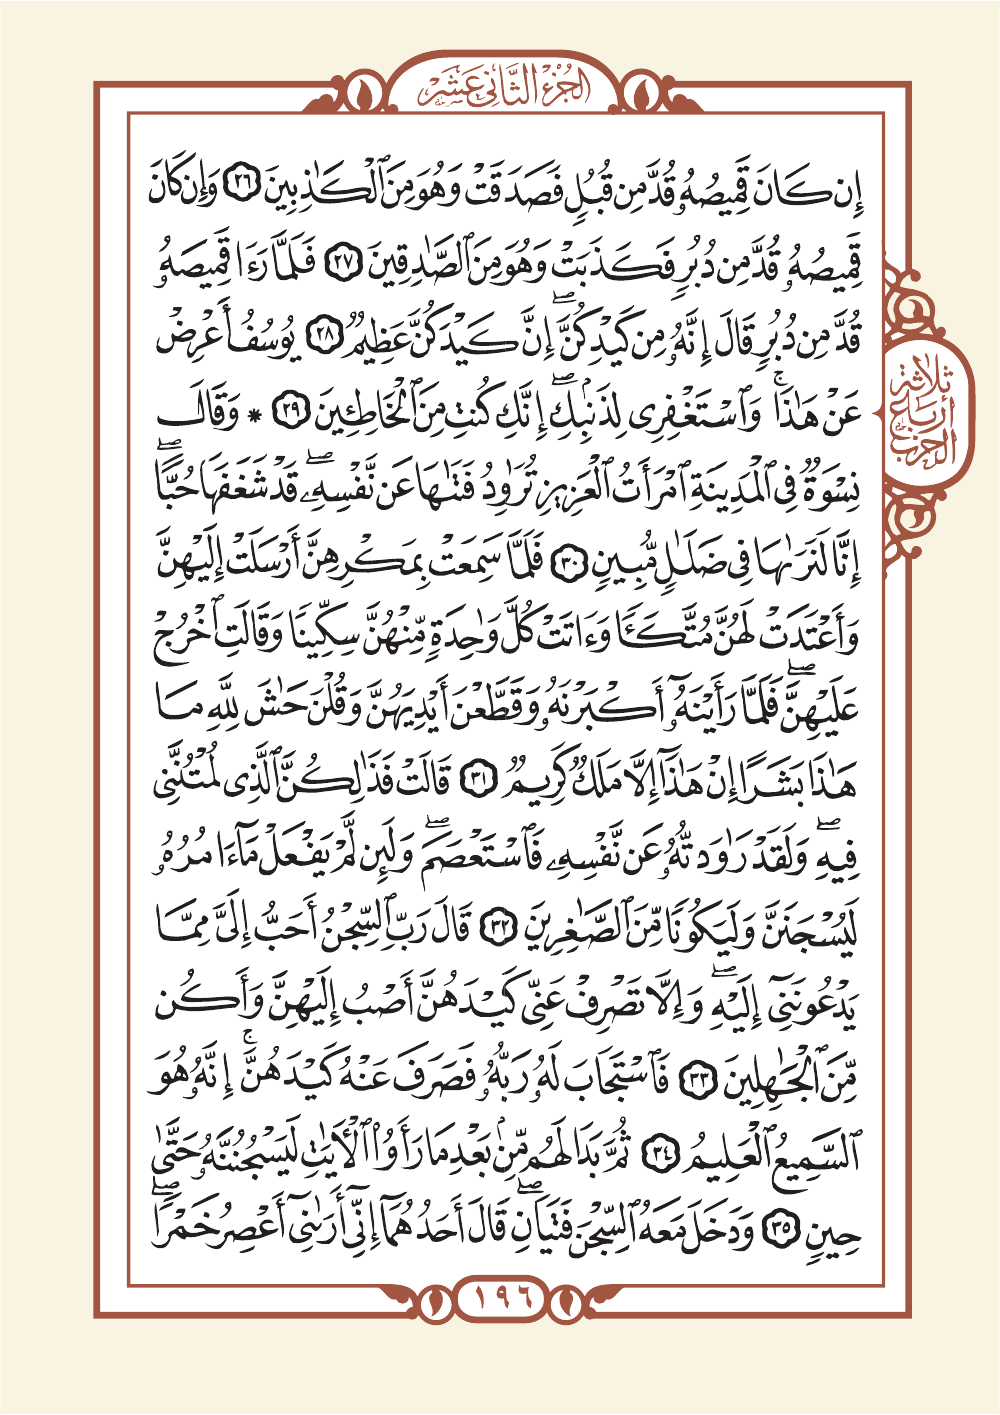 الجزء الثاني عشر
إِن كَانَ قَمِيصُهُۥ قُدَّ مِن قُبُلٍ فَصَدَقَتْ وَهُوَ مِنَ ٱلْكَٰذِبِينَ ٢٦ وَإِن كَانَ
قَمِيصُهُۥ قُدَّ مِن دُبُرٍ فَكَذَبَتْ وَهُوَ مِنَ ٱلصَّٰدِقِينَ ٢٧ فَلَمَّا رَءَا قَمِيصَهُۥ
قُدَّ مِن دُبُرٍ قَالَ إِنَّهُۥ مِن كَيْدِكُنَّۖ إِنَّ كَيْدَكُنَّ عَظِيمٌ ٢٨ يُوسُفُ أَعْرِضْ
عَنْ هَٰذَاۚ وَٱسْتَغْفِرِى لِذَنۢبِكِۖ إِنَّكِ كُنتِ مِنَ ٱلْخَاطِـِٔينَ ٢٩ * وَقَالَ
نِسْوَةٌ فِى ٱلْمَدِينَةِ ٱمْرَأَتُ ٱلْعَزِيزِ تُرَٰوِدُ فَتَىٰهَا عَن نَّفْسِهِۦۖ قَدْ شَغَفَهَا حُبًّاۖ
إِنَّا لَنَرَىٰهَا فِى ضَلَٰلٍ مُّبِينٍ ٣٠ فَلَمَّا سَمِعَتْ بِمَكْرِهِنَّ أَرْسَلَتْ إِلَيْهِنَّ
وَأَعْتَدَتْ لَهُنَّ مُتَّكَـًٔا وَءَاتَتْ كُلَّ وَٰحِدَةٍ مِّنْهُنَّ سِكِّينًا وَقَالَتِ ٱخْرُجْ
عَلَيْهِنَّۖ فَلَمَّا رَأَيْنَهُۥٓ أَكْبَرْنَهُۥ وَقَطَّعْنَ أَيْدِيَهُنَّ وَقُلْنَ حَٰشَ لِلَّهِ مَا
هَٰذَا بَشَرًا إِنْ هَٰذَآ إِلَّا مَلَكٌ كَرِيمٌ ٣١ قَالَتْ فَذَٰلِكُنَّ ٱلَّذِى لُمْتُنَّنِى
فِيهِۖ وَلَقَدْ رَٰوَدتُّهُۥ عَن نَّفْسِهِۦ فَٱسْتَعْصَمَۖ وَلَئِن لَّمْ يَفْعَلْ مَآ ءَامُرُهُۥ
لَيُسْجَنَنَّ وَلَيَكُونًا مِّنَ ٱلصَّٰغِرِينَ ٣٢ قَالَ رَبِّ ٱلسِّجْنُ أَحَبُّ إِلَىَّ مِمَّا
يَدْعُونَنِىٓ إِلَيْهِۖ وَإِلَّا تَصْرِفْ عَنِّى كَيْدَهُنَّ أَصْبُ إِلَيْهِنَّ وَأَكُن
مِّنَ ٱلْجَٰهِلِينَ ٣٣ فَٱسْتَجَابَ لَهُۥ رَبُّهُۥ فَصَرَفَ عَنْهُ كَيْدَهُنَّۚ إِنَّهُۥ هُوَ
ٱلسَّمِيعُ ٱلْعَلِيمُ ٣٤ ثُمَّ بَدَا لَهُم مِّنۢ بَعْدِ مَا رَأَوُا۟ ٱلْـَٔايَٰتِ لَيَسْجُنُنَّهُۥ حَتَّىٰ
حِينٍ ٣٥ وَدَخَلَ مَعَهُ ٱلسِّجْنَ فَتَيَانِۖ قَالَ أَحَدُهُمَآ إِنِّىٓ أَرَىٰنِىٓ أَعْصِرُ خَمْرًاۖ
ثلاثة
أرباع
الحزب
١٩٦